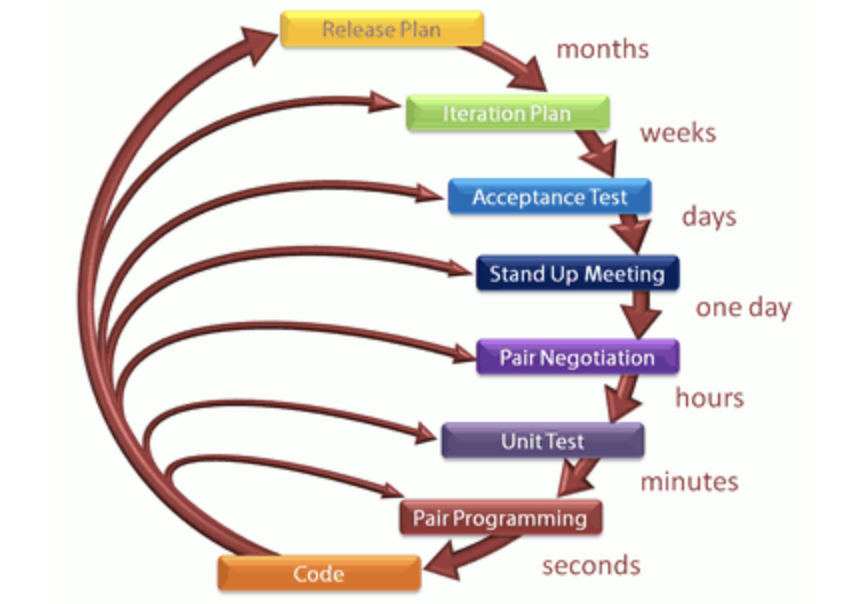 Release Plan
months
Iteration Plan
weeks
Acceptance Test
days
Stand Up Meeting
one day
Pair Negotiation
hours
Unit Test
minutes
Pair Programming
seconds
Code